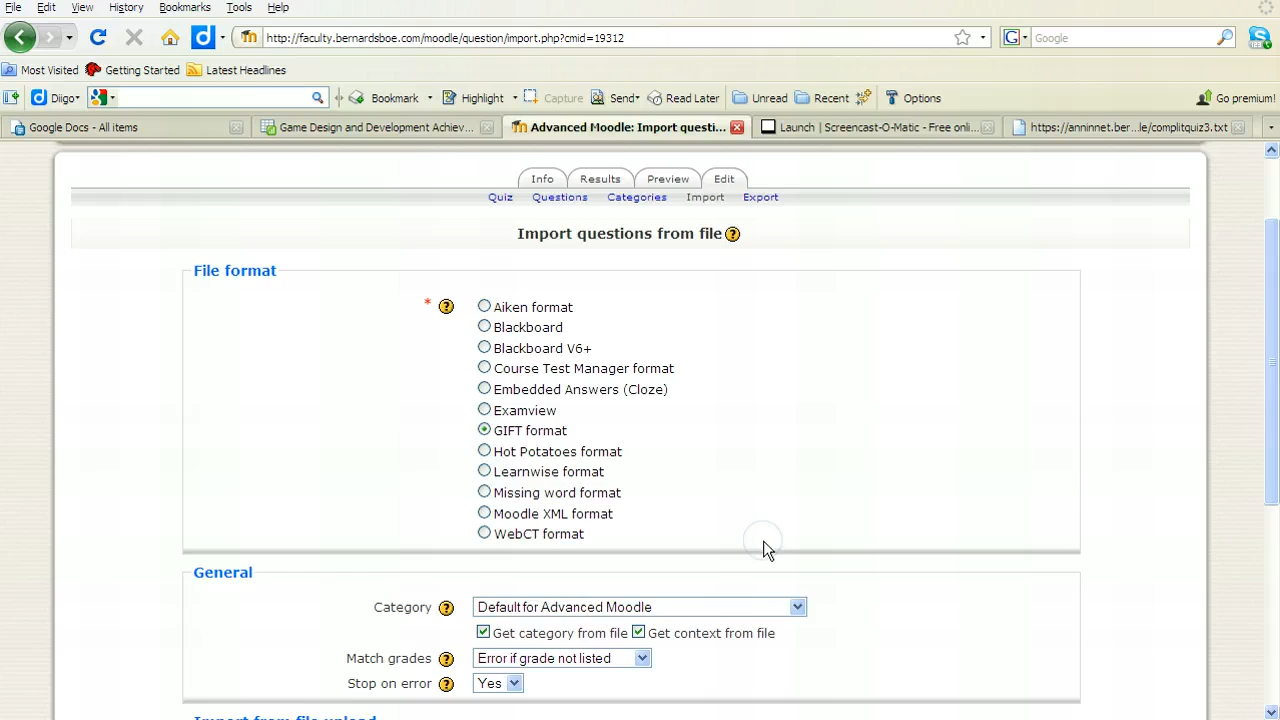 File Edit View History Bookmarks Tools Help
http://faculty.bernardsboe.com/moodle/question/import.php?cmid=19312
Google
Most Visited Getting Started Latest Headlines
Diigo Bookmark Highlight Capture Send Read Later Unread Recent Options Go premium!
Google Docs - All items Game Design and Development Achiev... Advanced Moodle: Import questi... Launch | Screencast-O-Matic - Free onli... https://anninnet.ber...le/complitquiz3.txt
Info Results Preview Edit
Quiz Questions Categories Import Export
Import questions from file
File format
* Aiken format
Blackboard
Blackboard V6+
Course Test Manager format
Embedded Answers (Cloze)
Examview
GIFT format
Hot Potatoes format
Learnwise format
Missing word format
Moodle XML format
WebCT format
General
Category Default for Advanced Moodle
Get category from file Get context from file
Match grades Error if grade not listed
Stop on error Yes
Import from file upload